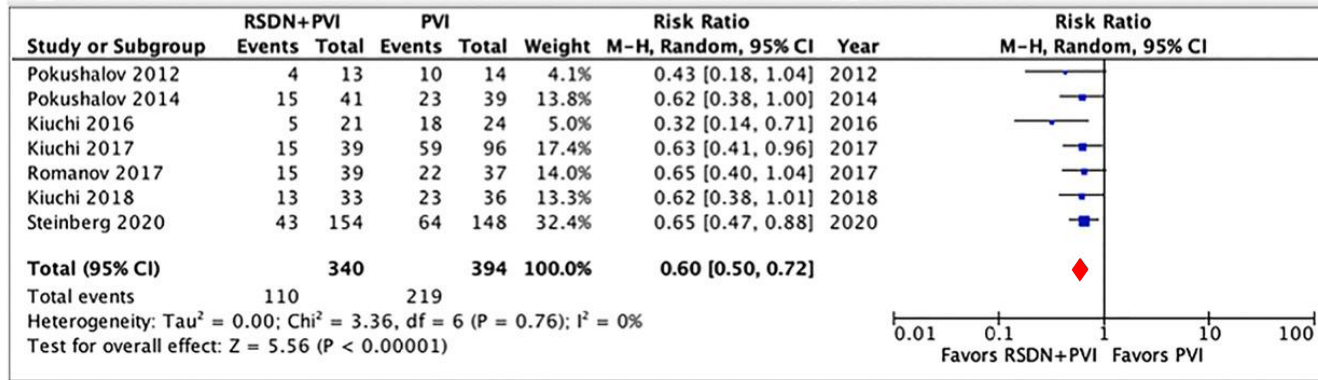 RSDN+PVI PVI Risk Ratio Risk Ratio
Study or Subgroup Events Total Events Total Weight M-H, Random, 95% CI Year M-H, Random, 95% CI
Pokushalov 2012 4 13 10 14 4.1% 0.43 [0.18, 1.04] 2012
Pokushalov 2014 15 41 23 39 13.8% 0.62 [0.38, 1.00] 2014
Kiuchi 2016 5 21 18 24 5.0% 0.32 [0.14, 0.71] 2016
Kiuchi 2017 15 39 59 96 17.4% 0.63 [0.41, 0.96] 2017
Romanov 2017 15 39 22 37 14.0% 0.65 [0.40, 1.04] 2017
Kiuchi 2018 13 33 23 36 13.3% 0.62 [0.38, 1.01] 2018
Steinberg 2020 43 154 64 148 32.4% 0.65 [0.47, 0.88] 2020
Total (95% CI) 340 394 100.0% 0.60 [0.50, 0.72]
Total events 110 219
Heterogeneity: Tau² = 0.00; Chi² = 3.36, df = 6 (P = 0.76); I² = 0%
Test for overall effect: Z = 5.56 (P < 0.00001)
0.01 0.1 1 10 100
Favors RSDN+PVI Favors PVI